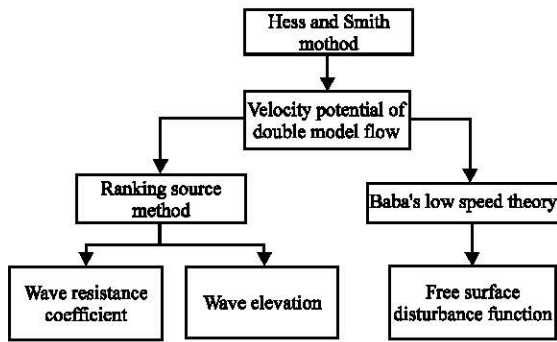 Hess and Smith
mothod
Velocity potential of
double model flow
Ranking source
method
Baba's low speed theory
Wave resistance
coefficient
Wave elevation
Free surface
disturbance function